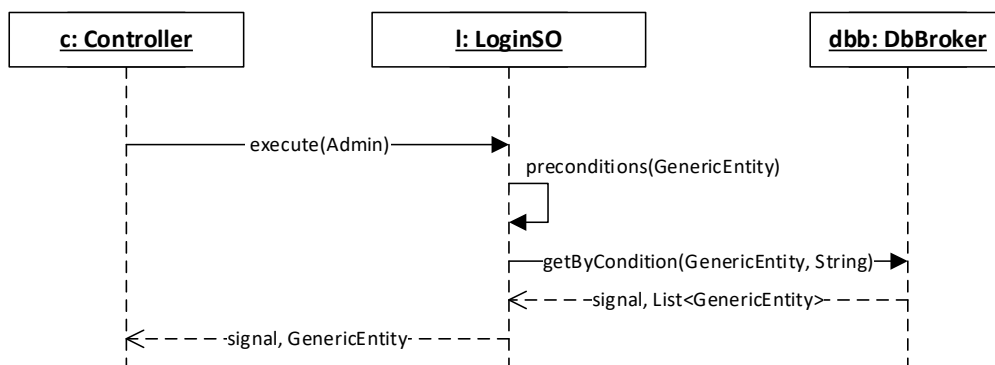 c: Controller
l: LoginSO
dbb: DbBroker
execute(Admin)
preconditions(GenericEntity)
getByCondition(GenericEntity, String)
signal, List<GenericEntity>
signal, GenericEntity